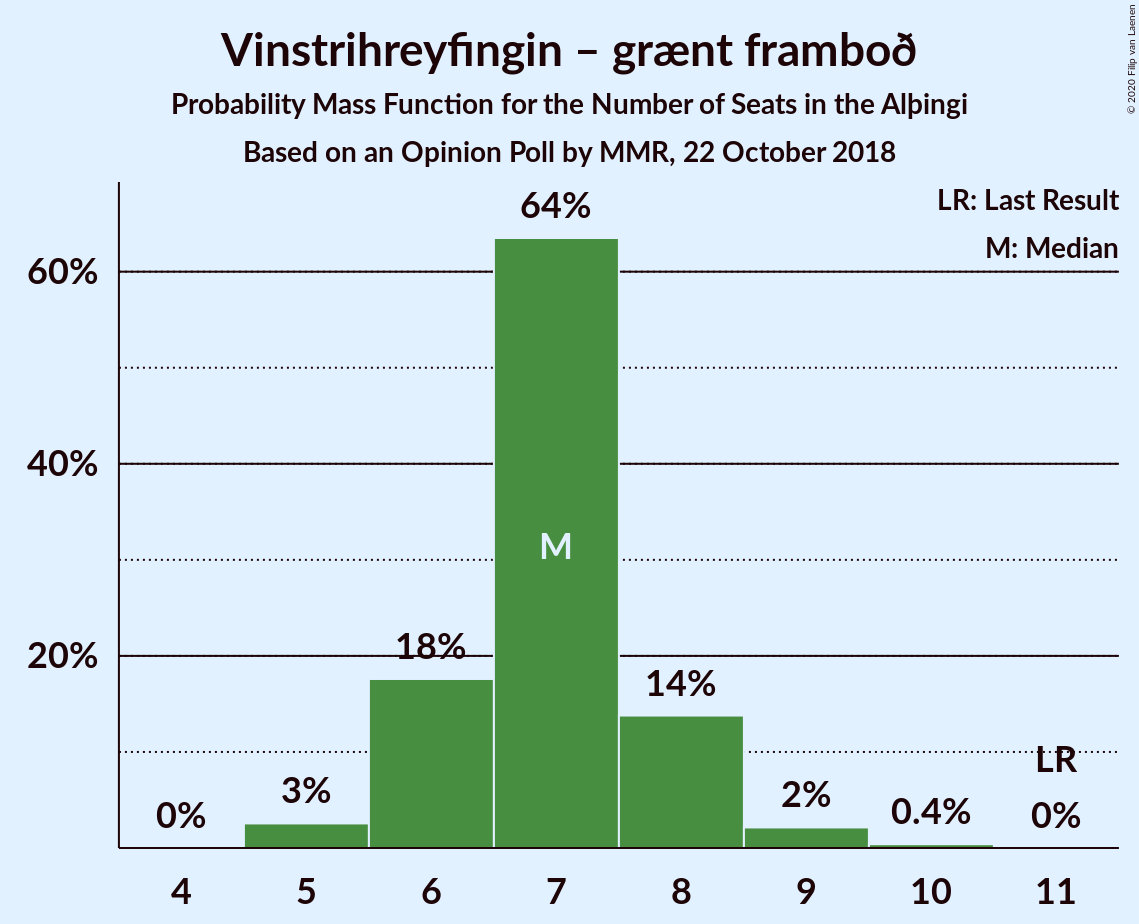 Vinstrihreyfingin – grænt framboð
Probability Mass Function for the Number of Seats in the Alþingi
Based on an Opinion Poll by MMR, 22 October 2018
© 2020 Filip van Laenen
LR: Last Result
M: Median
60%
40%
20%
0%
3%
18%
64%
M
14%
2%
0.4%
LR
0%
4 5 6 7 8 9 10 11